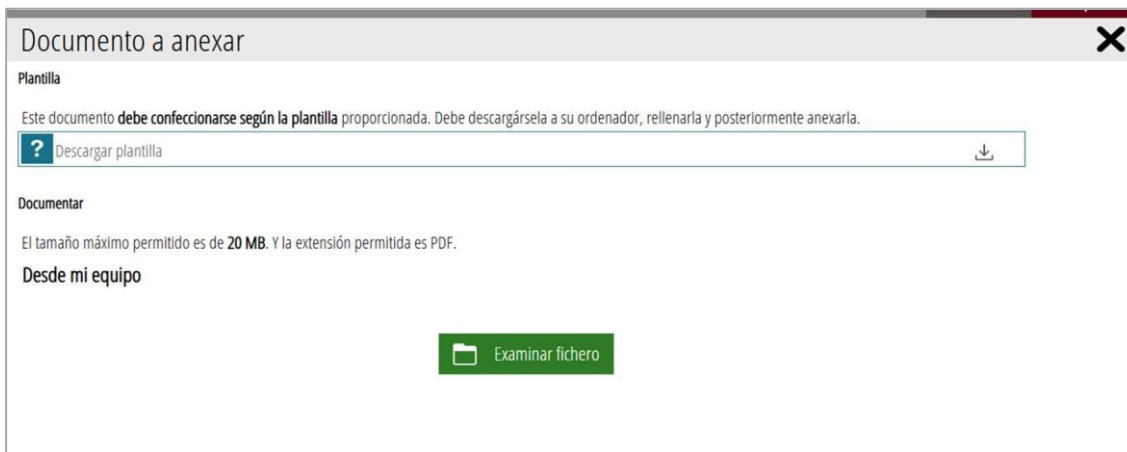 Documento a anexar
Plantilla
Este documento debe confeccionarse según la plantilla proporcionada. Debe descargársela a su ordenador, rellenarla y posteriormente anexarla.
? Descargar plantilla
Documentar
El tamaño máximo permitido es de 20 MB. Y la extensión permitida es PDF.
Desde mi equipo
Examinar fichero